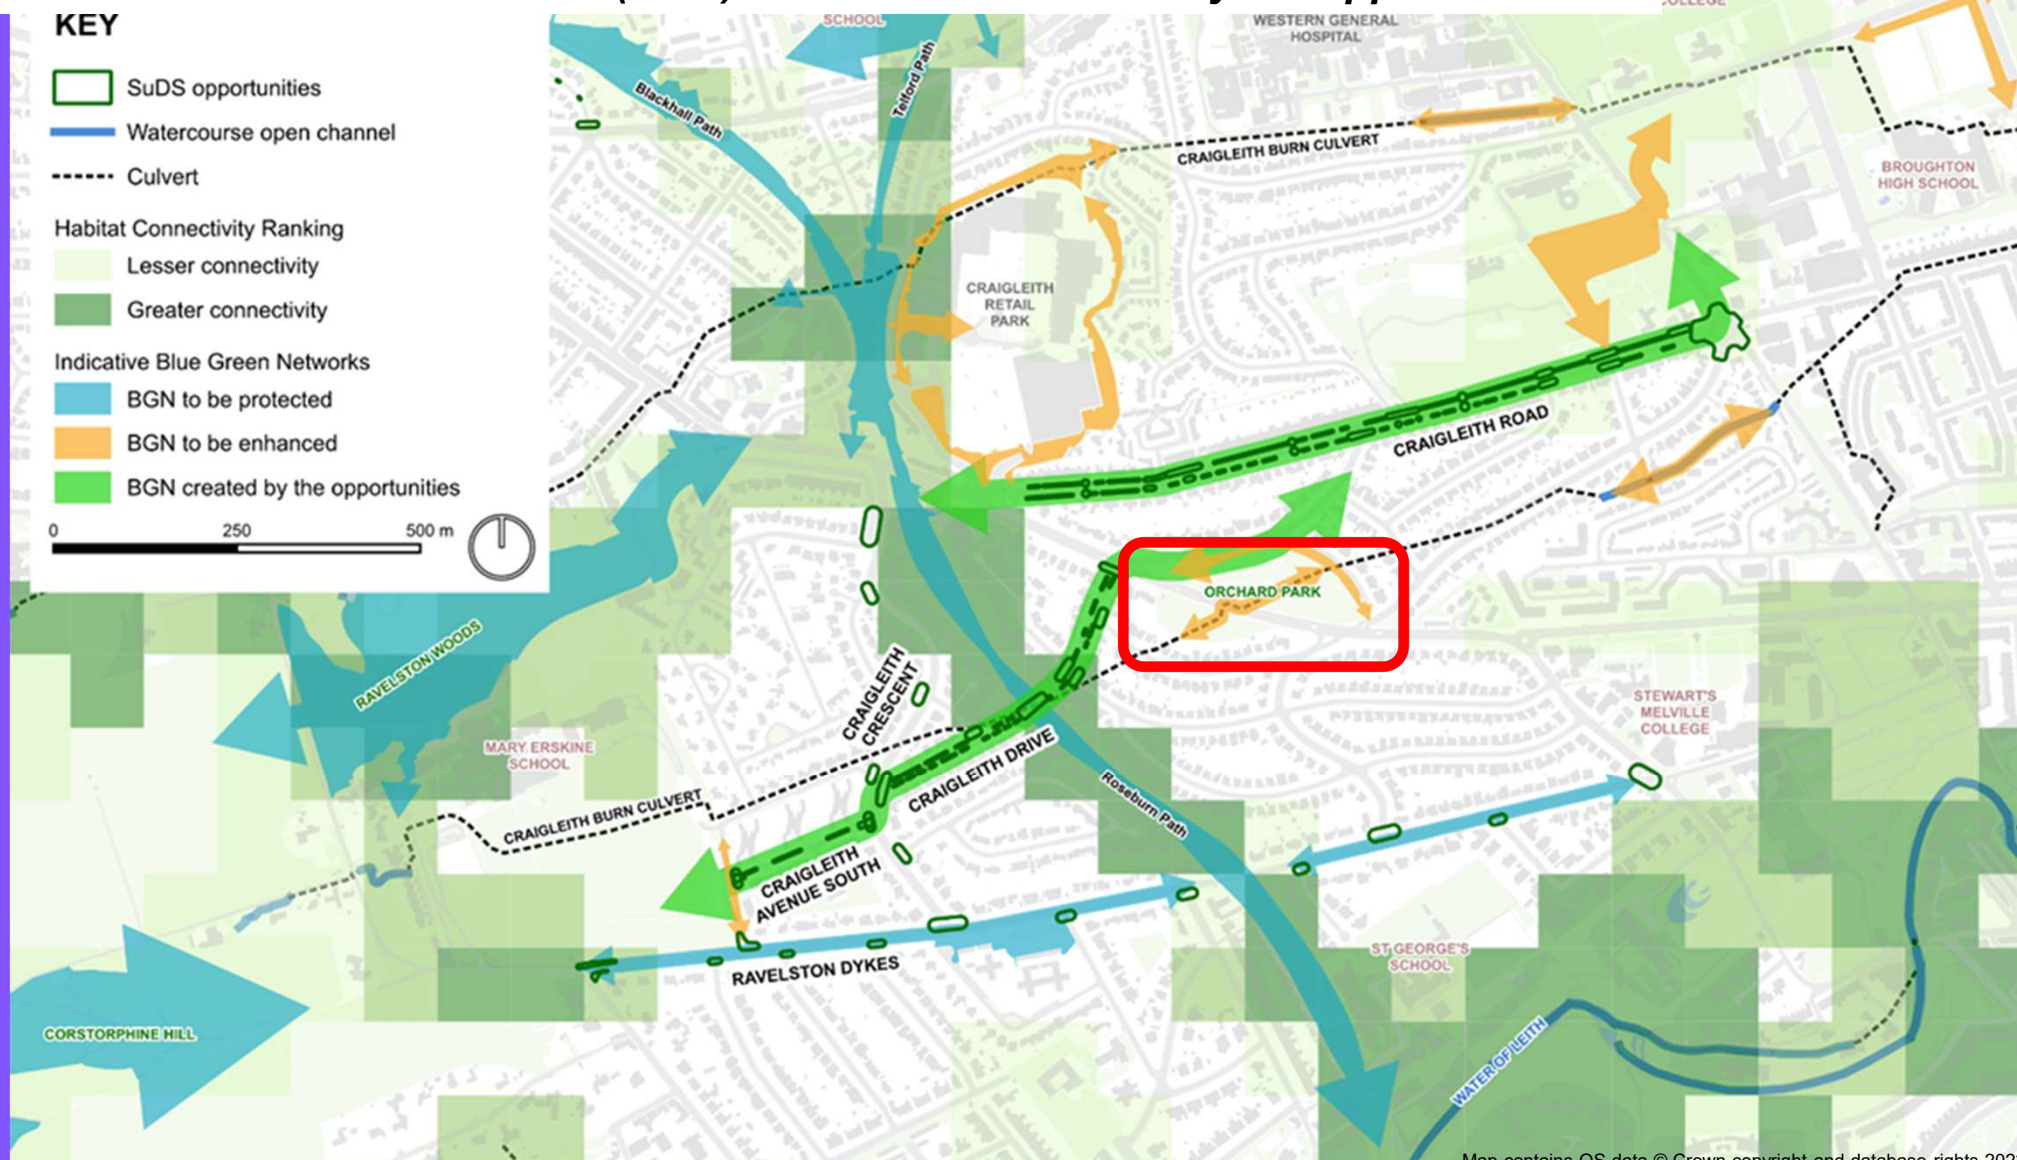 KEY
SuDS opportunities
Watercourse open channel
Culvert
Habitat Connectivity Ranking
Lesser connectivity
Greater connectivity
Indicative Blue Green Networks
BGN to be protected
BGN to be enhanced
BGN created by the opportunities
0 250 500 m
SCHOOL
WESTERN GENERAL
HOSPITAL
Blackhall Path
Telford Path
CRAIGLEITH BURN CULVERT
BROUGHTON
HIGH SCHOOL
CRAIGLEITH
RETAIL
PARK
CRAIGLEITH ROAD
ORCHARD PARK
RAVELSTON WOODS
CRAIGLEITH
CRESCENT
STEWART'S
MELVILLE
COLLEGE
MARY ERSKINE
SCHOOL
CRAIGLEITH DRIVE
Roseburn Path
CRAIGLEITH BURN CULVERT
CRAIGLEITH
AVENUE SOUTH
RAVELSTON DYKES
ST GEORGE'S
SCHOOL
CORSTORPHINE HILL
WATER OF LEITH